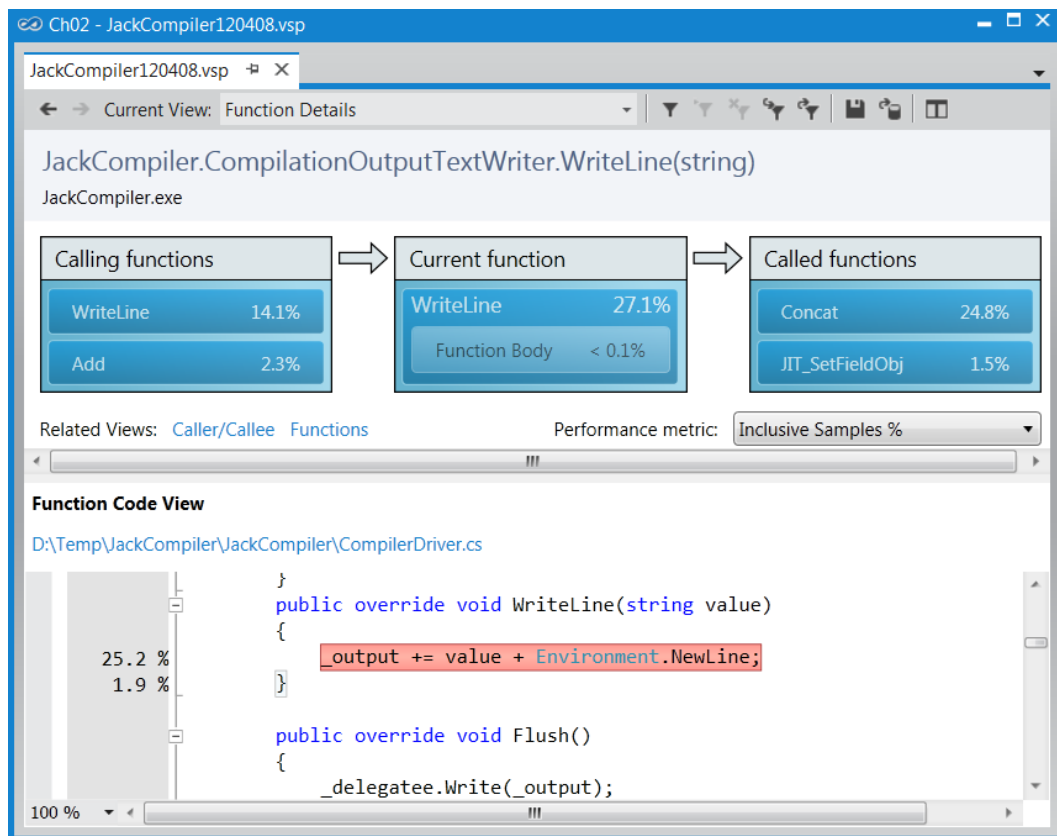 Ch02 - JackCompiler120408.vsp
JackCompiler120408.vsp
Current View: Function Details
JackCompiler.CompilationOutputTextWriter.WriteLine(string)
JackCompiler.exe
Calling functions
WriteLine 14.1%
Add 2.3%
Current function
WriteLine 27.1%
Function Body < 0.1%
Called functions
Concat 24.8%
JIT_SetFieldObj 1.5%
Related Views: Caller/Callee Functions Performance metric: Inclusive Samples %
Function Code View
D:\Temp\JackCompiler\JackCompiler\CompilerDriver.cs
}
public override void WriteLine(string value)
{
25.2 % _output += value + Environment.NewLine;
1.9 % }
public override void Flush()
{
_delegatee.Write(_output);
100 %